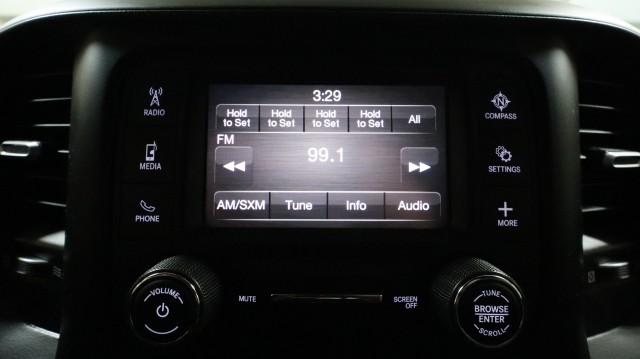 3:29
Hold to Set Hold to Set Hold to Set Hold to Set All
FM
99.1
AM/SXM Tune Info Audio
RADIO
MEDIA
PHONE
N
COMPASS
SETTINGS
MORE
VOLUME
MUTE
SCREEN
OFF
TUNE
BROWSE
ENTER
SCROLL